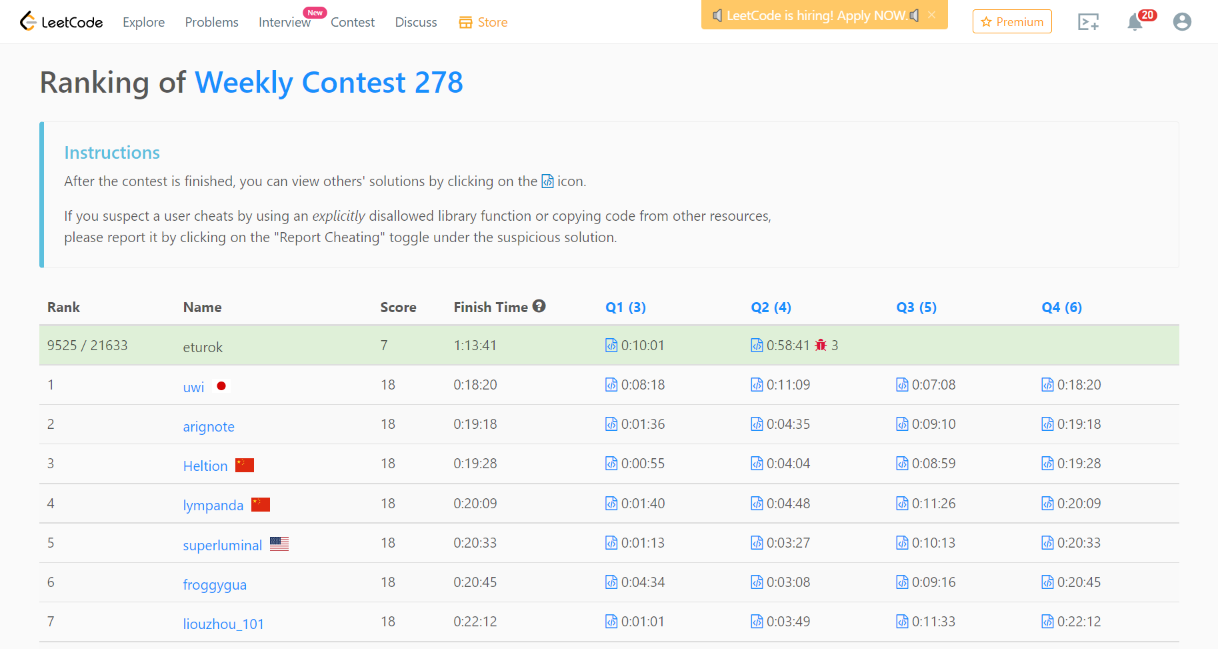 LeetCode Explore Problems Interview New Contest Discuss Store LeetCode is hiring! Apply NOW. × Premium 20
Ranking of Weekly Contest 278
Instructions
After the contest is finished, you can view others' solutions by clicking on the icon.
If you suspect a user cheats by using an explicitly disallowed library function or copying code from other resources,
please report it by clicking on the "Report Cheating" toggle under the suspicious solution.
Rank Name Score Finish Time ? Q1 (3) Q2 (4) Q3 (5) Q4 (6)
9525 / 21633 eturok 7 1:13:41 0:10:01 0:58:41 3
1 uwi 18 0:18:20 0:08:18 0:11:09 0:07:08 0:18:20
2 arignote 18 0:19:18 0:01:36 0:04:35 0:09:10 0:19:18
3 Heltion 18 0:19:28 0:00:55 0:04:04 0:08:59 0:19:28
4 lympanda 18 0:20:09 0:01:40 0:04:48 0:11:26 0:20:09
5 superluminal 18 0:20:33 0:01:13 0:03:27 0:10:13 0:20:33
6 froggygua 18 0:20:45 0:04:34 0:03:08 0:09:16 0:20:45
7 liouzhou_101 18 0:22:12 0:01:01 0:03:49 0:11:33 0:22:12